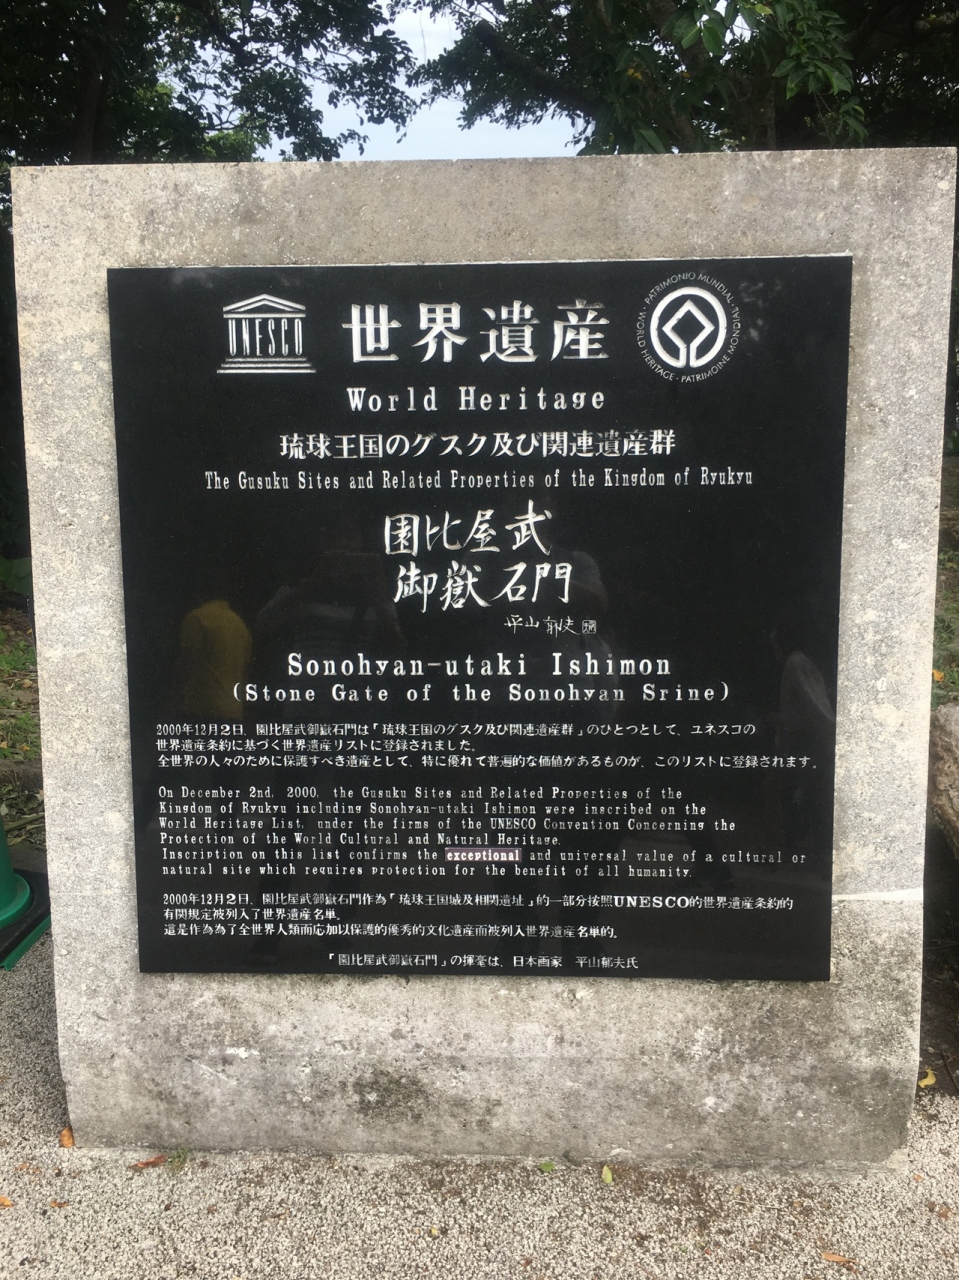 UNESCO
世界遺産
WORLD HERITAGE · PATRIMONIO MUNDIAL · PATRIMOINE MONDIAL
World Heritage
琉球王国のグスク及び関連遺産群
The Gusuku Sites and Related Properties of the Kingdom of Ryukyu
園比屋武
御嶽石門
平山郁夫
Sonohyan-utaki Ishimon
(Stone Gate of the Sonohyan Srine)
2000年12月2日、園比屋武御嶽石門は「琉球王国のグスク及び関連遺産群」のひとつとして、ユネスコの
世界遺産条約に基づく世界遺産リストに登録されました。
全世界の人々のために保護すべき遺産として、特に優れて普遍的な価値があるものが、このリストに登録されます。
On December 2nd, 2000, the Gusuku Sites and Related Properties of the
Kingdom of Ryukyu including Sonohyan-utaki Ishimon were inscribed on the
World Heritage List, under the firms of the UNESCO Convention Concerning the
Protection of the World Cultural and Natural Heritage.
Inscription on this list confirms the exceptional and universal value of a cultural or
natural site which requires protection for the benefit of all humanity.
2000年12月2日、園比屋武御嶽石門作為「琉球王国城及相関遺址」的一部分按照UNESCO的世界遺産条約的
有関規定被列入了世界遺産名単。
這是作為為了全世界人類而応加以保護的優秀的文化遺産而被列入世界遺産名単的。
「園比屋武御嶽石門」の揮毫は、日本画家 平山郁夫氏